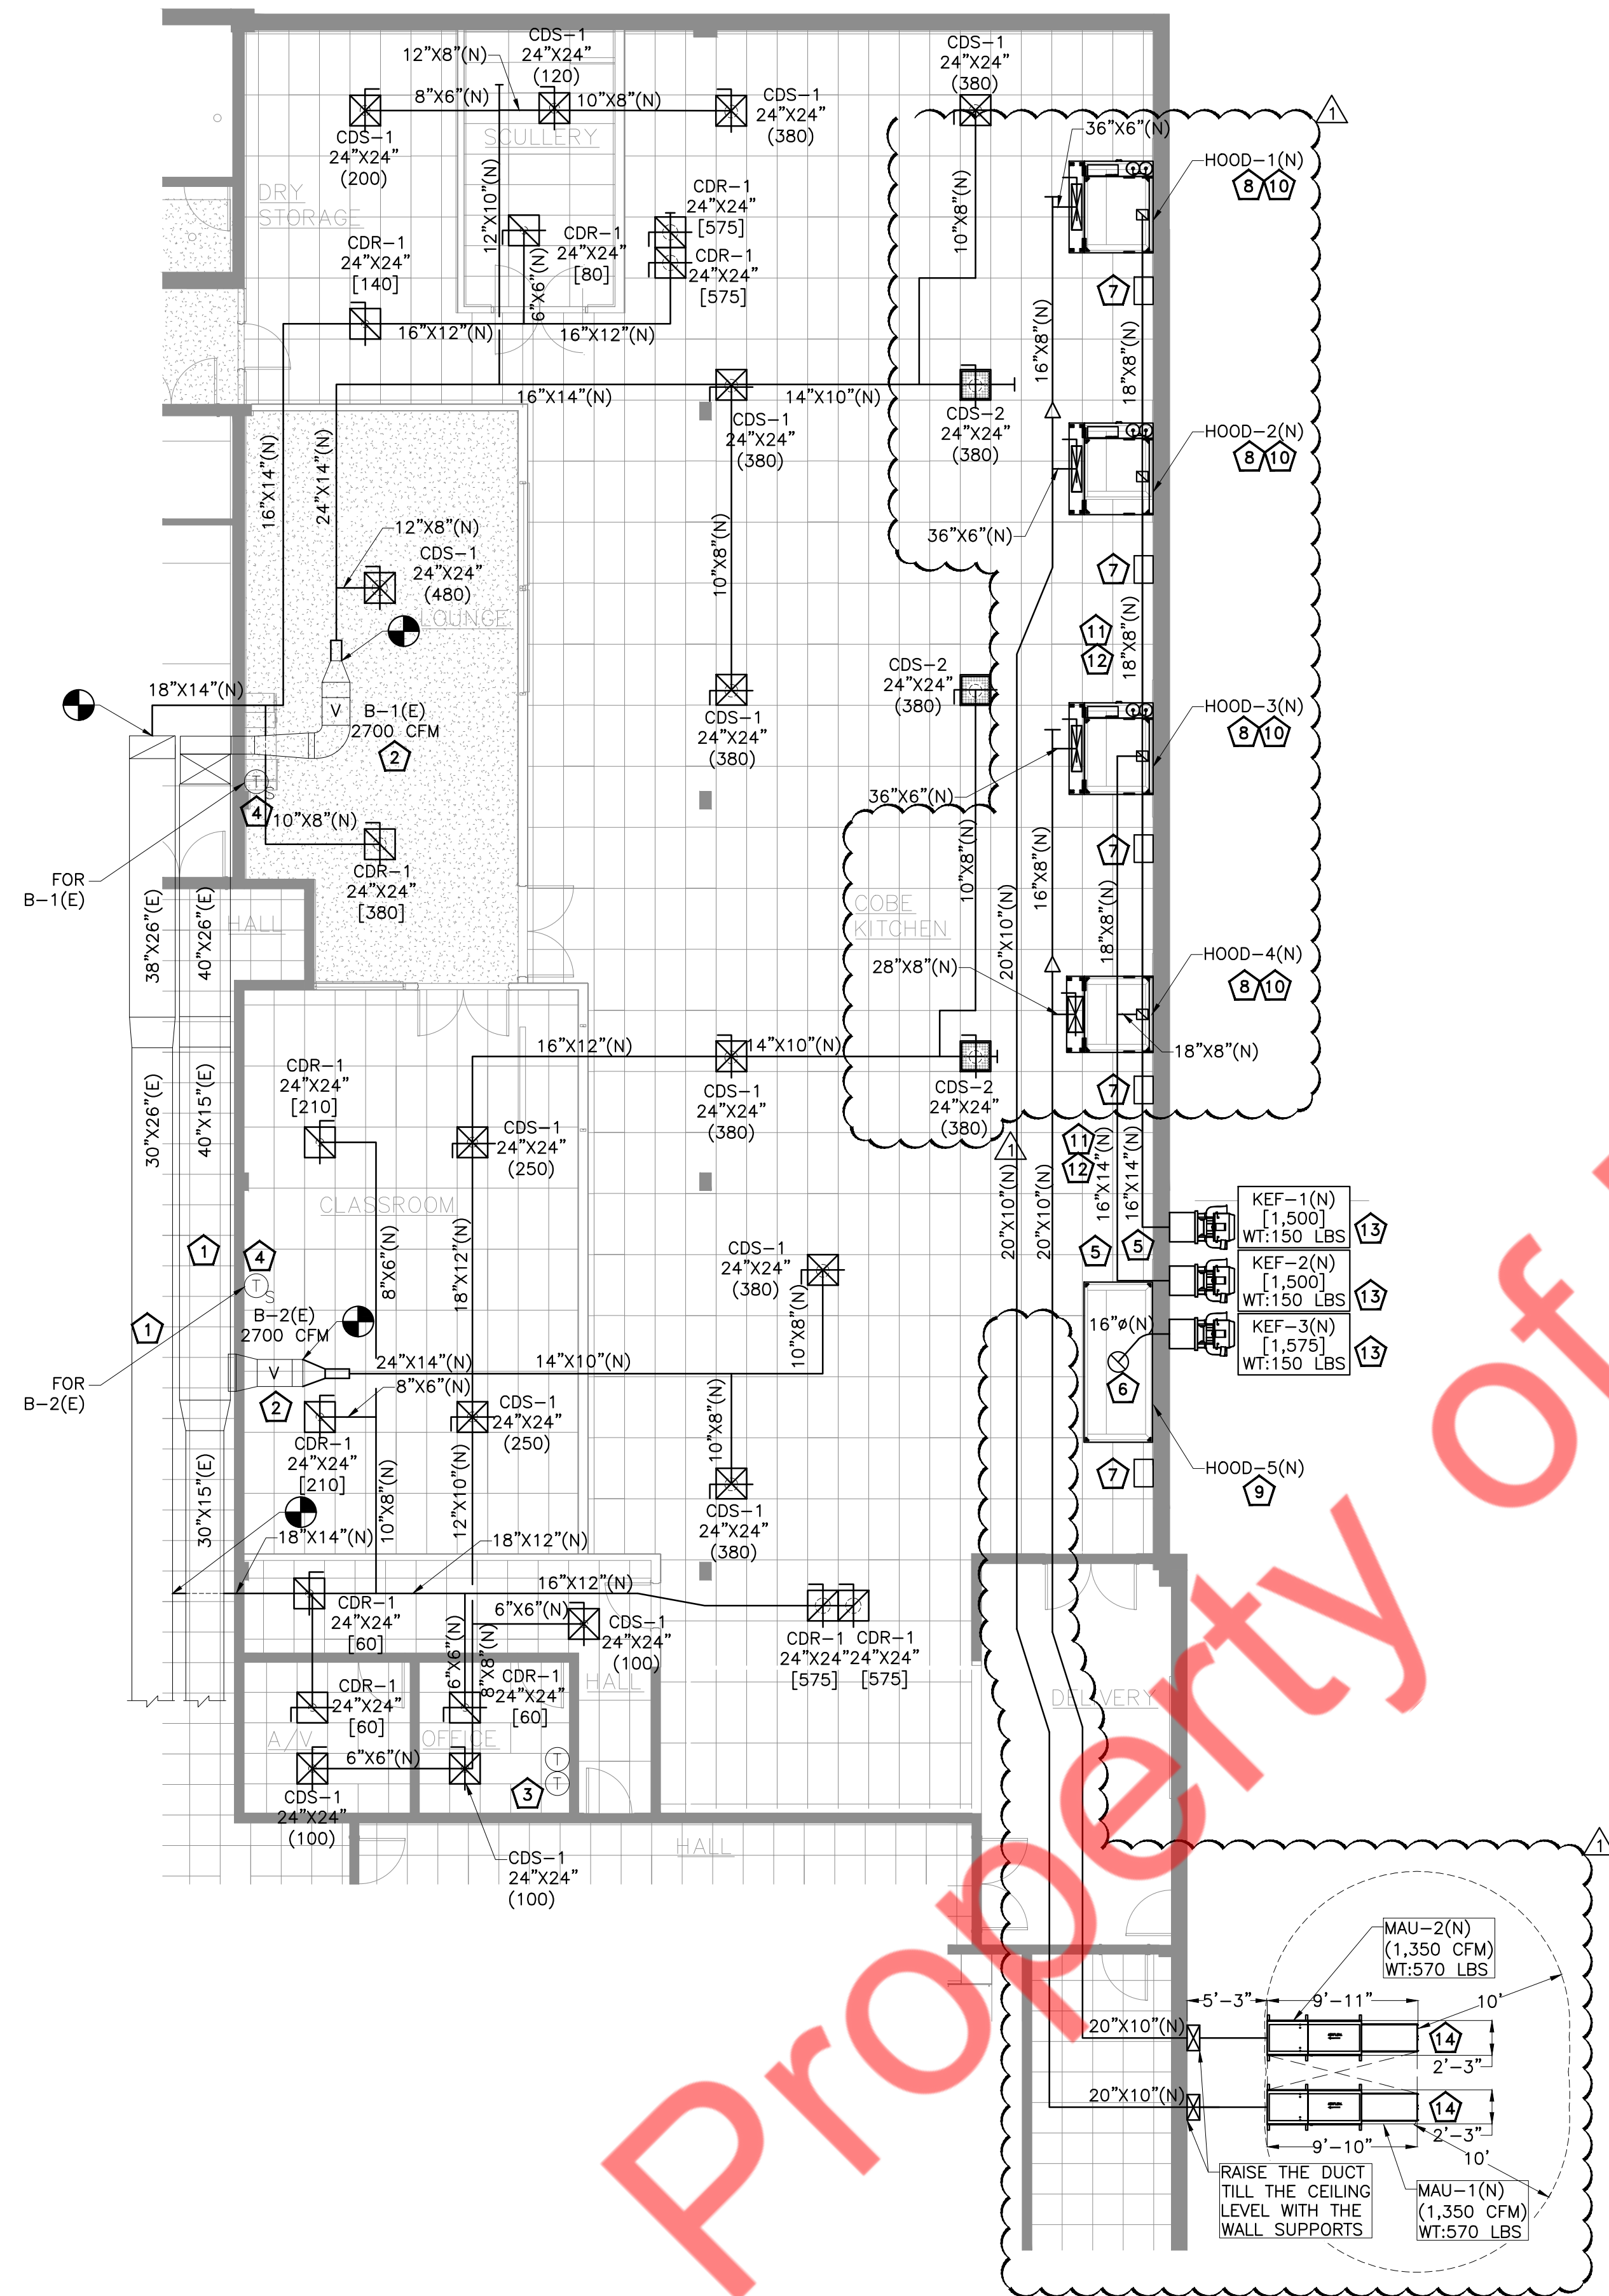 CDS-1
24"X24"
(120)
12"X8"(N)
8"X6"(N)
10"X8"(N)
CDS-1
24"X24"
(380)
CDS-1
24"X24"
(380)
CDS-1
24"X24"
(200)
SCULLERY
DRY
STORAGE
1
36"X6"(N)
HOOD-1(N)
8
10
12"X10"(N)
CDR-1
24"X24"
[575]
CDR-1
24"X24"
[575]
CDR-1
24"X24"
[80]
CDR-1
24"X24"
[140]
6"X6"(N)
10"X8"(N)
7
16"X12"(N)
16"X12"(N)
16"X8"(N)
18"X8"(N)
16"X14"(N)
14"X10"(N)
CDS-1
24"X24"
(380)
CDS-2
24"X24"
(380)
HOOD-2(N)
8
10
16"X14"(N)
24"X14"(N)
12"X8"(N)
CDS-1
24"X24"
(480)
LOUNGE
10"X8"(N)
36"X6"(N)
7
11
12
18"X8"(N)
CDS-2
24"X24"
(380)
18"X14"(N)
V
B-1(E)
2700 CFM
2
CDS-1
24"X24"
(380)
HOOD-3(N)
8
10
T
S
4
10"X8"(N)
36"X6"(N)
FOR
B-1(E)
CDR-1
24"X24"
[380]
7
10"X8"(N)
16"X8"(N)
20"X10"(N)
18"X8"(N)
38"X26"(E)
40"X26"(E)
HALL
COBE
KITCHEN
28"X8"(N)
HOOD-4(N)
8
10
18"X8"(N)
16"X12"(N)
14"X10"(N)
CDR-1
24"X24"
[210]
CDS-1
24"X24"
(250)
CDS-1
24"X24"
(380)
CDS-2
24"X24"
(380)
7
30"X26"(E)
40"X15"(E)
1
11
12
CLASSROOM
8"X6"(N)
18"X12"(N)
20"X10"(N)
20"X10"(N)
16"X14"(N)
16"X14"(N)
KEF-1(N)
[1,500]
WT:150 LBS
13
5
5
KEF-2(N)
[1,500]
WT:150 LBS
13
KEF-3(N)
[1,575]
WT:150 LBS
13
1
4
T
S
CDS-1
24"X24"
(380)
1
B-2(E)
2700 CFM
10"X8"(N)
16"ø(N)
6
FOR
B-2(E)
V
2
24"X14"(N)
14"X10"(N)
8"X6"(N)
CDR-1
24"X24"
[210]
CDS-1
24"X24"
(250)
10"X8"(N)
7
HOOD-5(N)
9
30"X15"(E)
10"X8"(N)
12"X10"(N)
CDS-1
24"X24"
(380)
18"X14"(N)
18"X12"(N)
16"X12"(N)
CDR-1
24"X24"
[60]
6"X6"(N)
CDS-1
24"X24"
(100)
CDR-1
24"X24"
[575]
CDR-1
24"X24"
[575]
6"X6"(N)
8"X8"(N)
CDR-1
24"X24"
[60]
CDR-1
24"X24"
[60]
HALL
DELIVERY
A/V
OFFICE
6"X6"(N)
3
T
T
CDS-1
24"X24"
(100)
HALL
CDS-1
24"X24"
(100)
1
MAU-2(N)
(1,350 CFM)
WT:570 LBS
5'-3"
9'-11"
10'
20"X10"(N)
14
2'-3"
20"X10"(N)
14
2'-3"
9'-10"
10'
RAISE THE DUCT
TILL THE CEILING
LEVEL WITH THE
WALL SUPPORTS
MAU-1(N)
(1,350 CFM)
WT:570 LBS
Property of